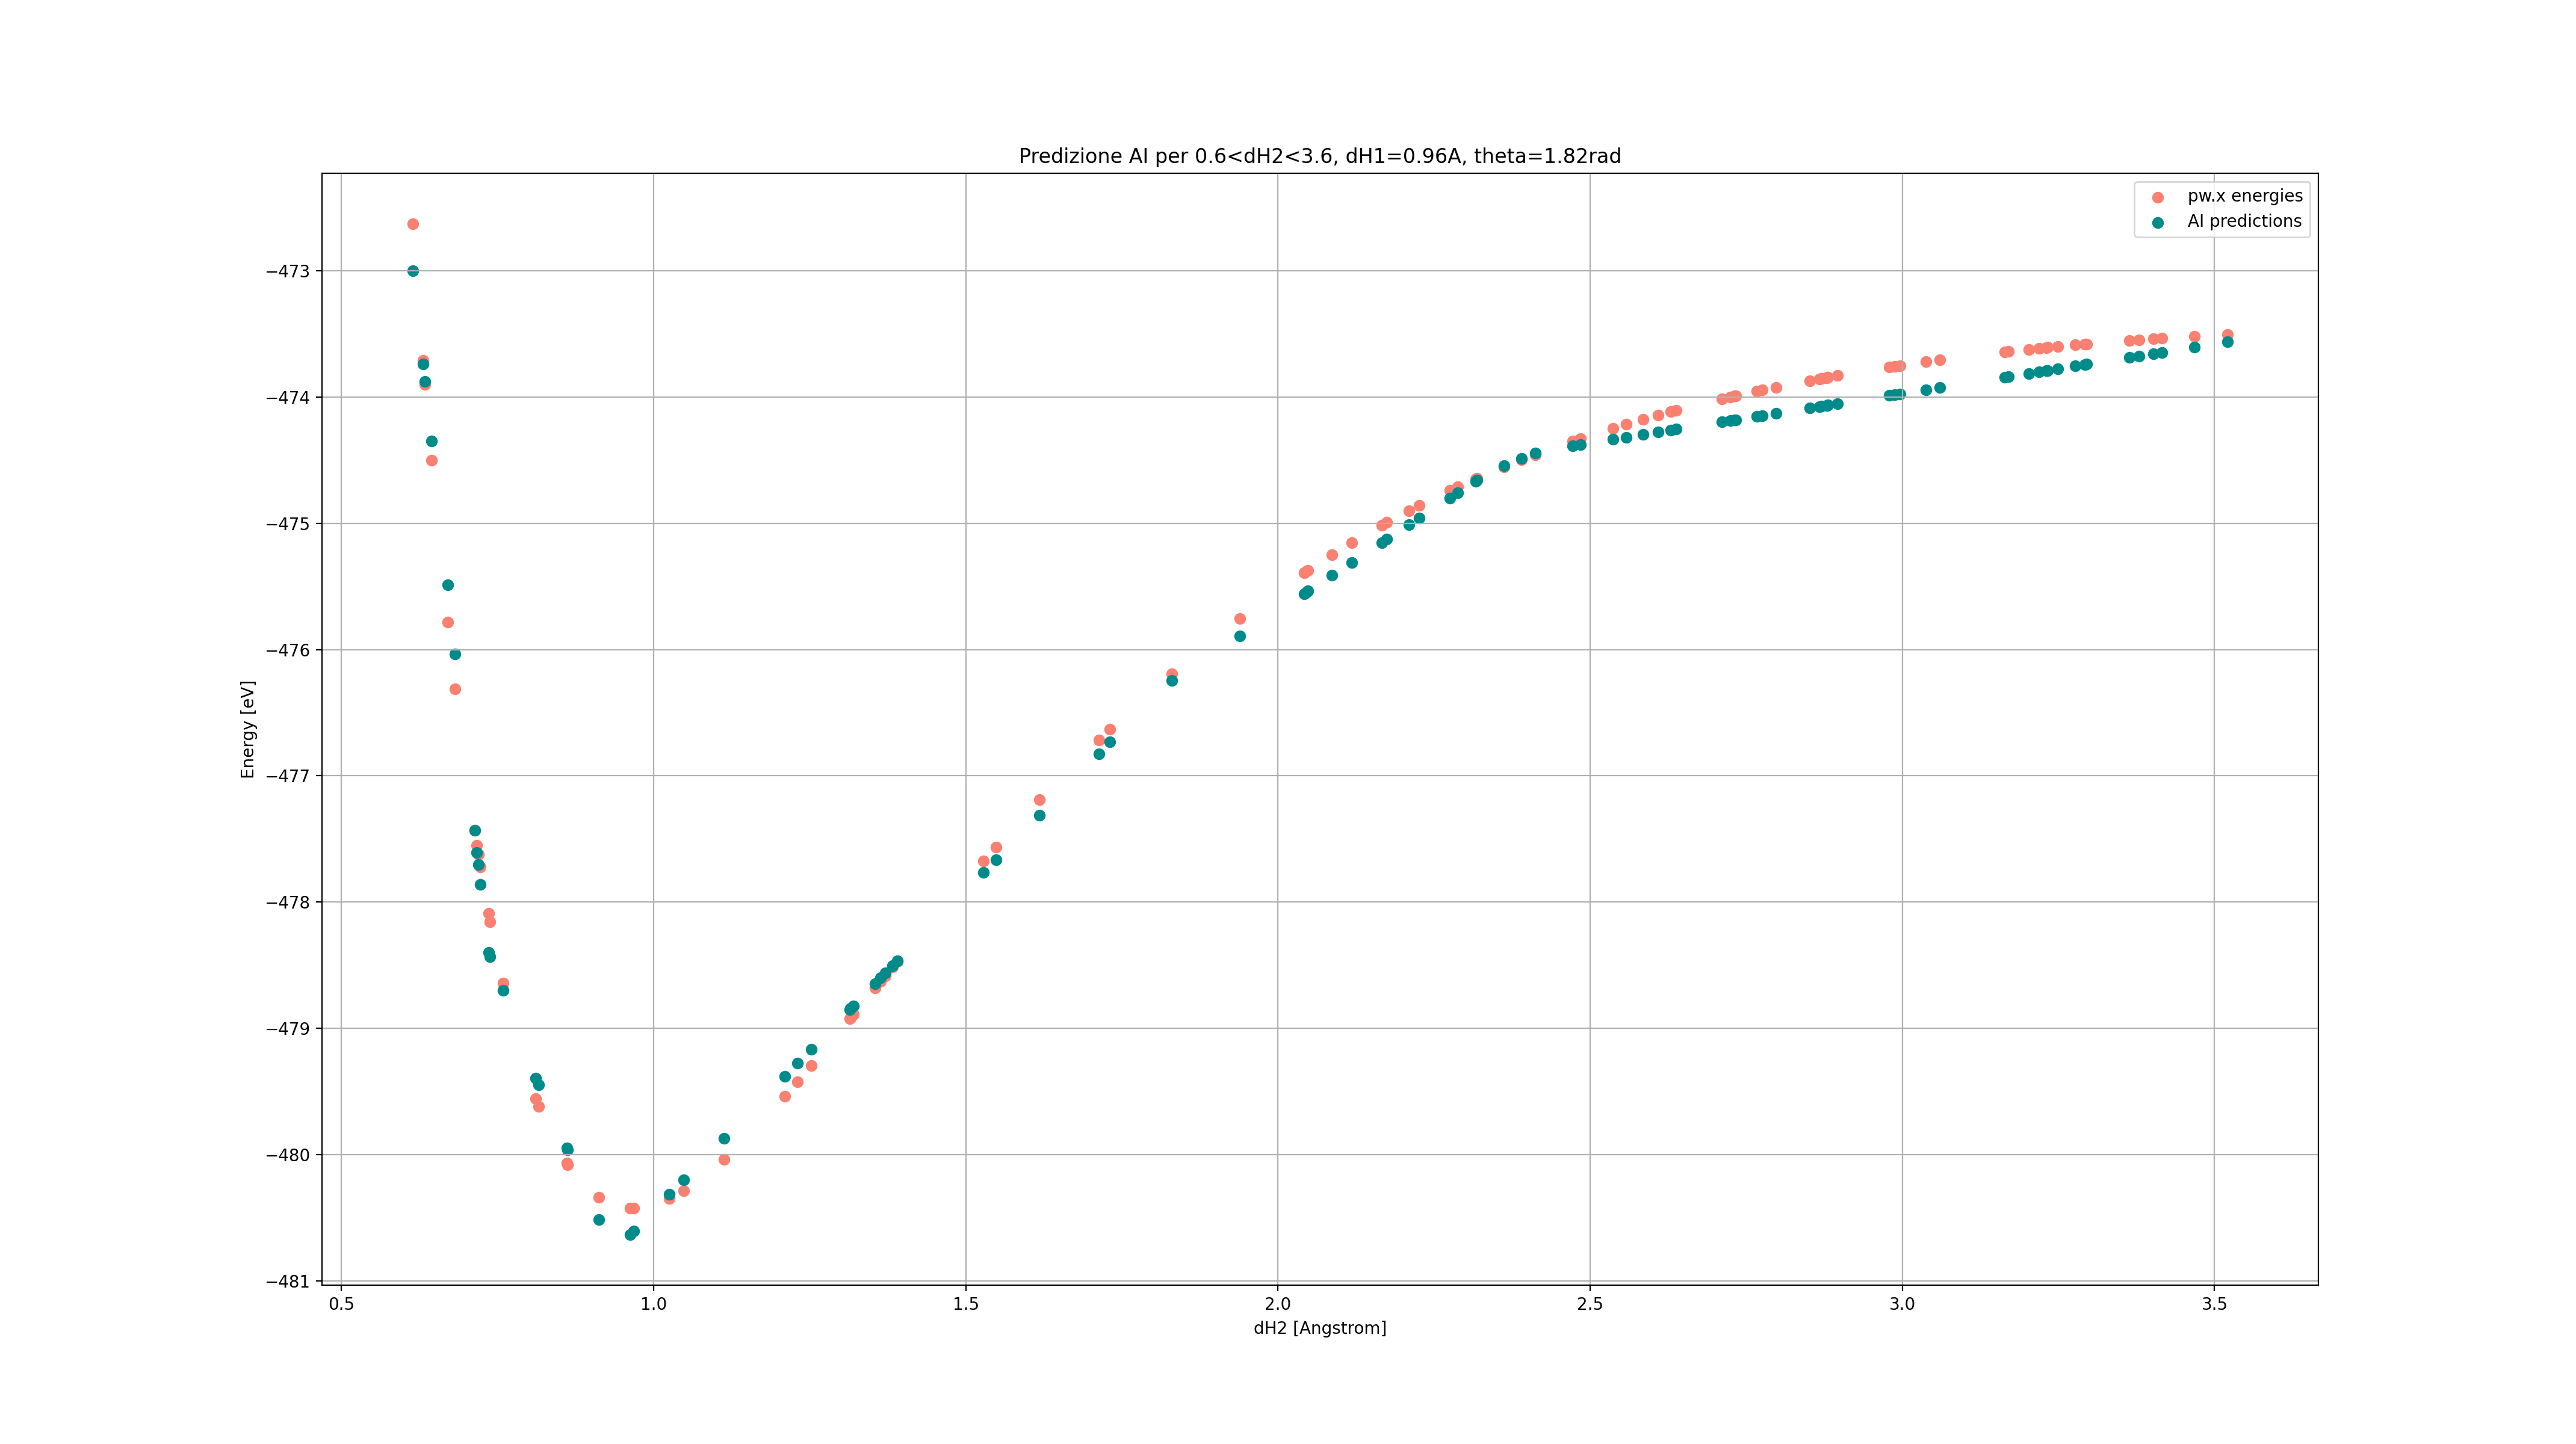 Predizione AI per 0.6<dH2<3.6, dH1=0.96A, theta=1.82rad
pw.x energies
AI predictions
−473
−474
−475
−476
−477
−478
−479
−480
−481
Energy [eV]
0.5 1.0 1.5 2.0 2.5 3.0 3.5
dH2 [Angstrom]